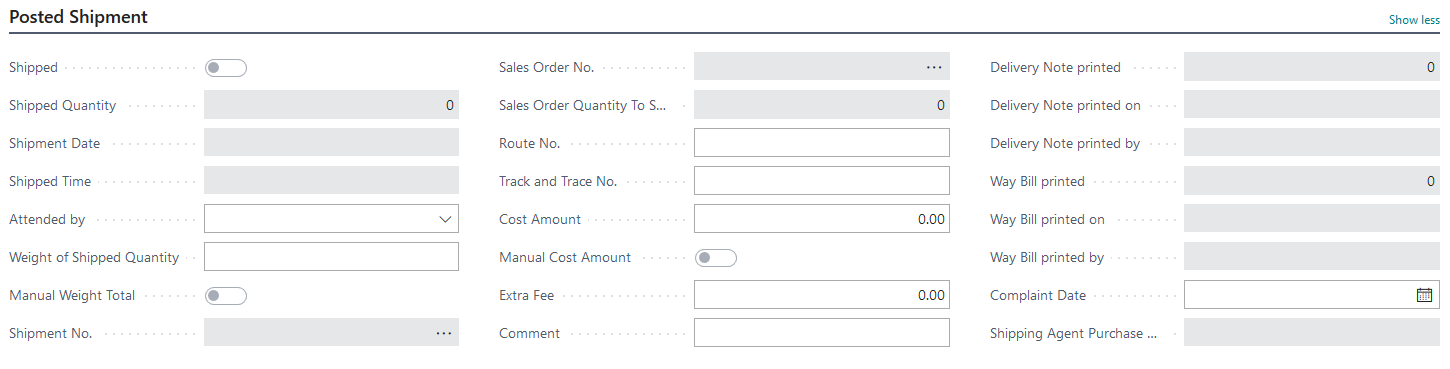 Posted Shipment
Show less
Shipped
Shipped Quantity 0
Shipment Date
Shipped Time
Attended by
Weight of Shipped Quantity
Manual Weight Total
Shipment No. ...
Sales Order No. ...
Sales Order Quantity To S... 0
Route No.
Track and Trace No.
Cost Amount 0.00
Manual Cost Amount
Extra Fee 0.00
Comment
Delivery Note printed 0
Delivery Note printed on
Delivery Note printed by
Way Bill printed 0
Way Bill printed on
Way Bill printed by
Complaint Date
Shipping Agent Purchase ...